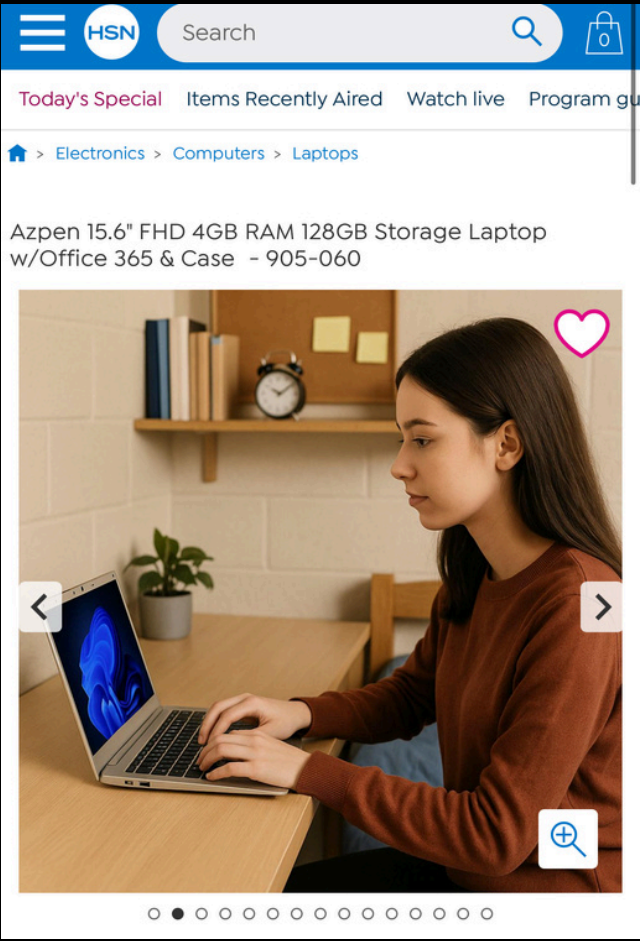 HSN
Search
0
Today's Special Items Recently Aired Watch live Program gu
> Electronics > Computers > Laptops
Azpen 15.6" FHD 4GB RAM 128GB Storage Laptop
w/Office 365 & Case - 905-060